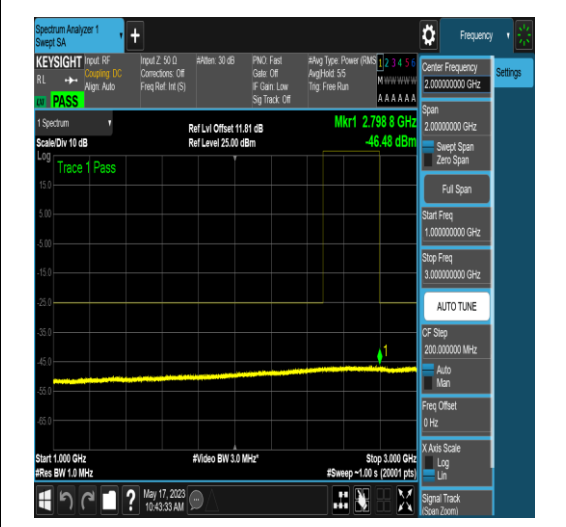 Spectrum Analyzer 1
Swept SA
Frequency
KEYSIGHT
RL
PASS
Input: RF
Coupling: DC
Align: Auto
Input Z: 50 Ω
Corrections: Off
Freq Ref: Int (S)
#Atten: 30 dB
PNO: Fast
Gate: Off
IF Gain: Low
Sig Track: Off
#Avg Type: Power (RMS
Avg|Hold: 5/5
Trig: Free Run
1 2 3 4 5 6
M W W W W W
A A A A A A
1 Spectrum
Scale/Div 10 dB
Ref Lvl Offset 11.81 dB
Ref Level 25.00 dBm
Mkr1 2.798 8 GHz
-46.48 dBm
Log
Trace 1 Pass
15.0
5.00
-5.00
-15.0
-25.0
-35.0
-45.0
-55.0
-65.0
1
Start 1.000 GHz
#Res BW 1.0 MHz
#Video BW 3.0 MHz*
Stop 3.000 GHz
#Sweep ~1.00 s (20001 pts)
Center Frequency
2.000000000 GHz
Settings
Span
2.00000000 GHz
Swept Span
Zero Span
Full Span
Start Freq
1.000000000 GHz
Stop Freq
3.000000000 GHz
AUTO TUNE
CF Step
200.000000 MHz
Auto
Man
Freq Offset
0 Hz
X Axis Scale
Log
Lin
Signal Track
(Span Zoom)
?
May 17, 2023
10:43:33 AM